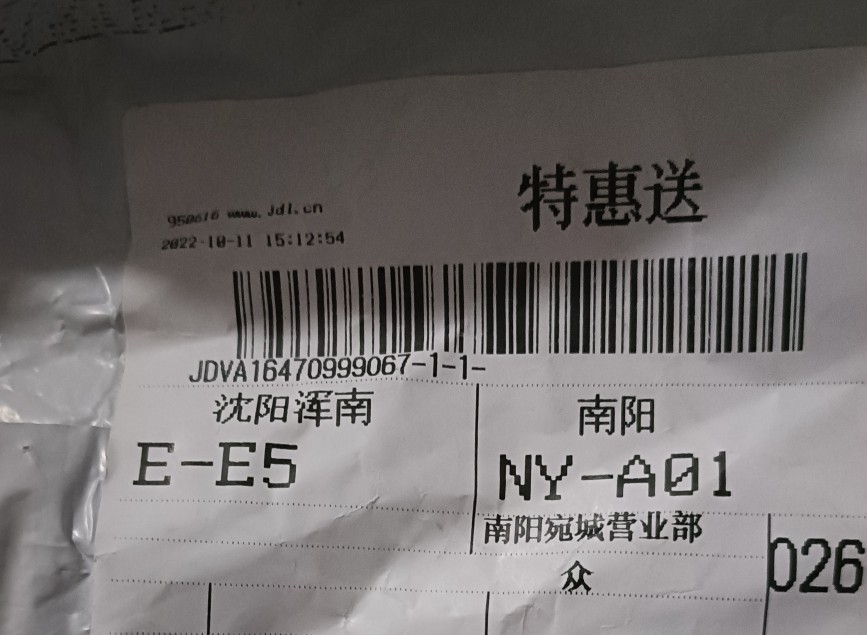 特惠送
950616 www.jdl.cn
2022-10-11 15:12:54
JDVA16470999067-1-1-
沈阳浑南
南阳
E-E5
NY-A01
南阳宛城营业部
众
026